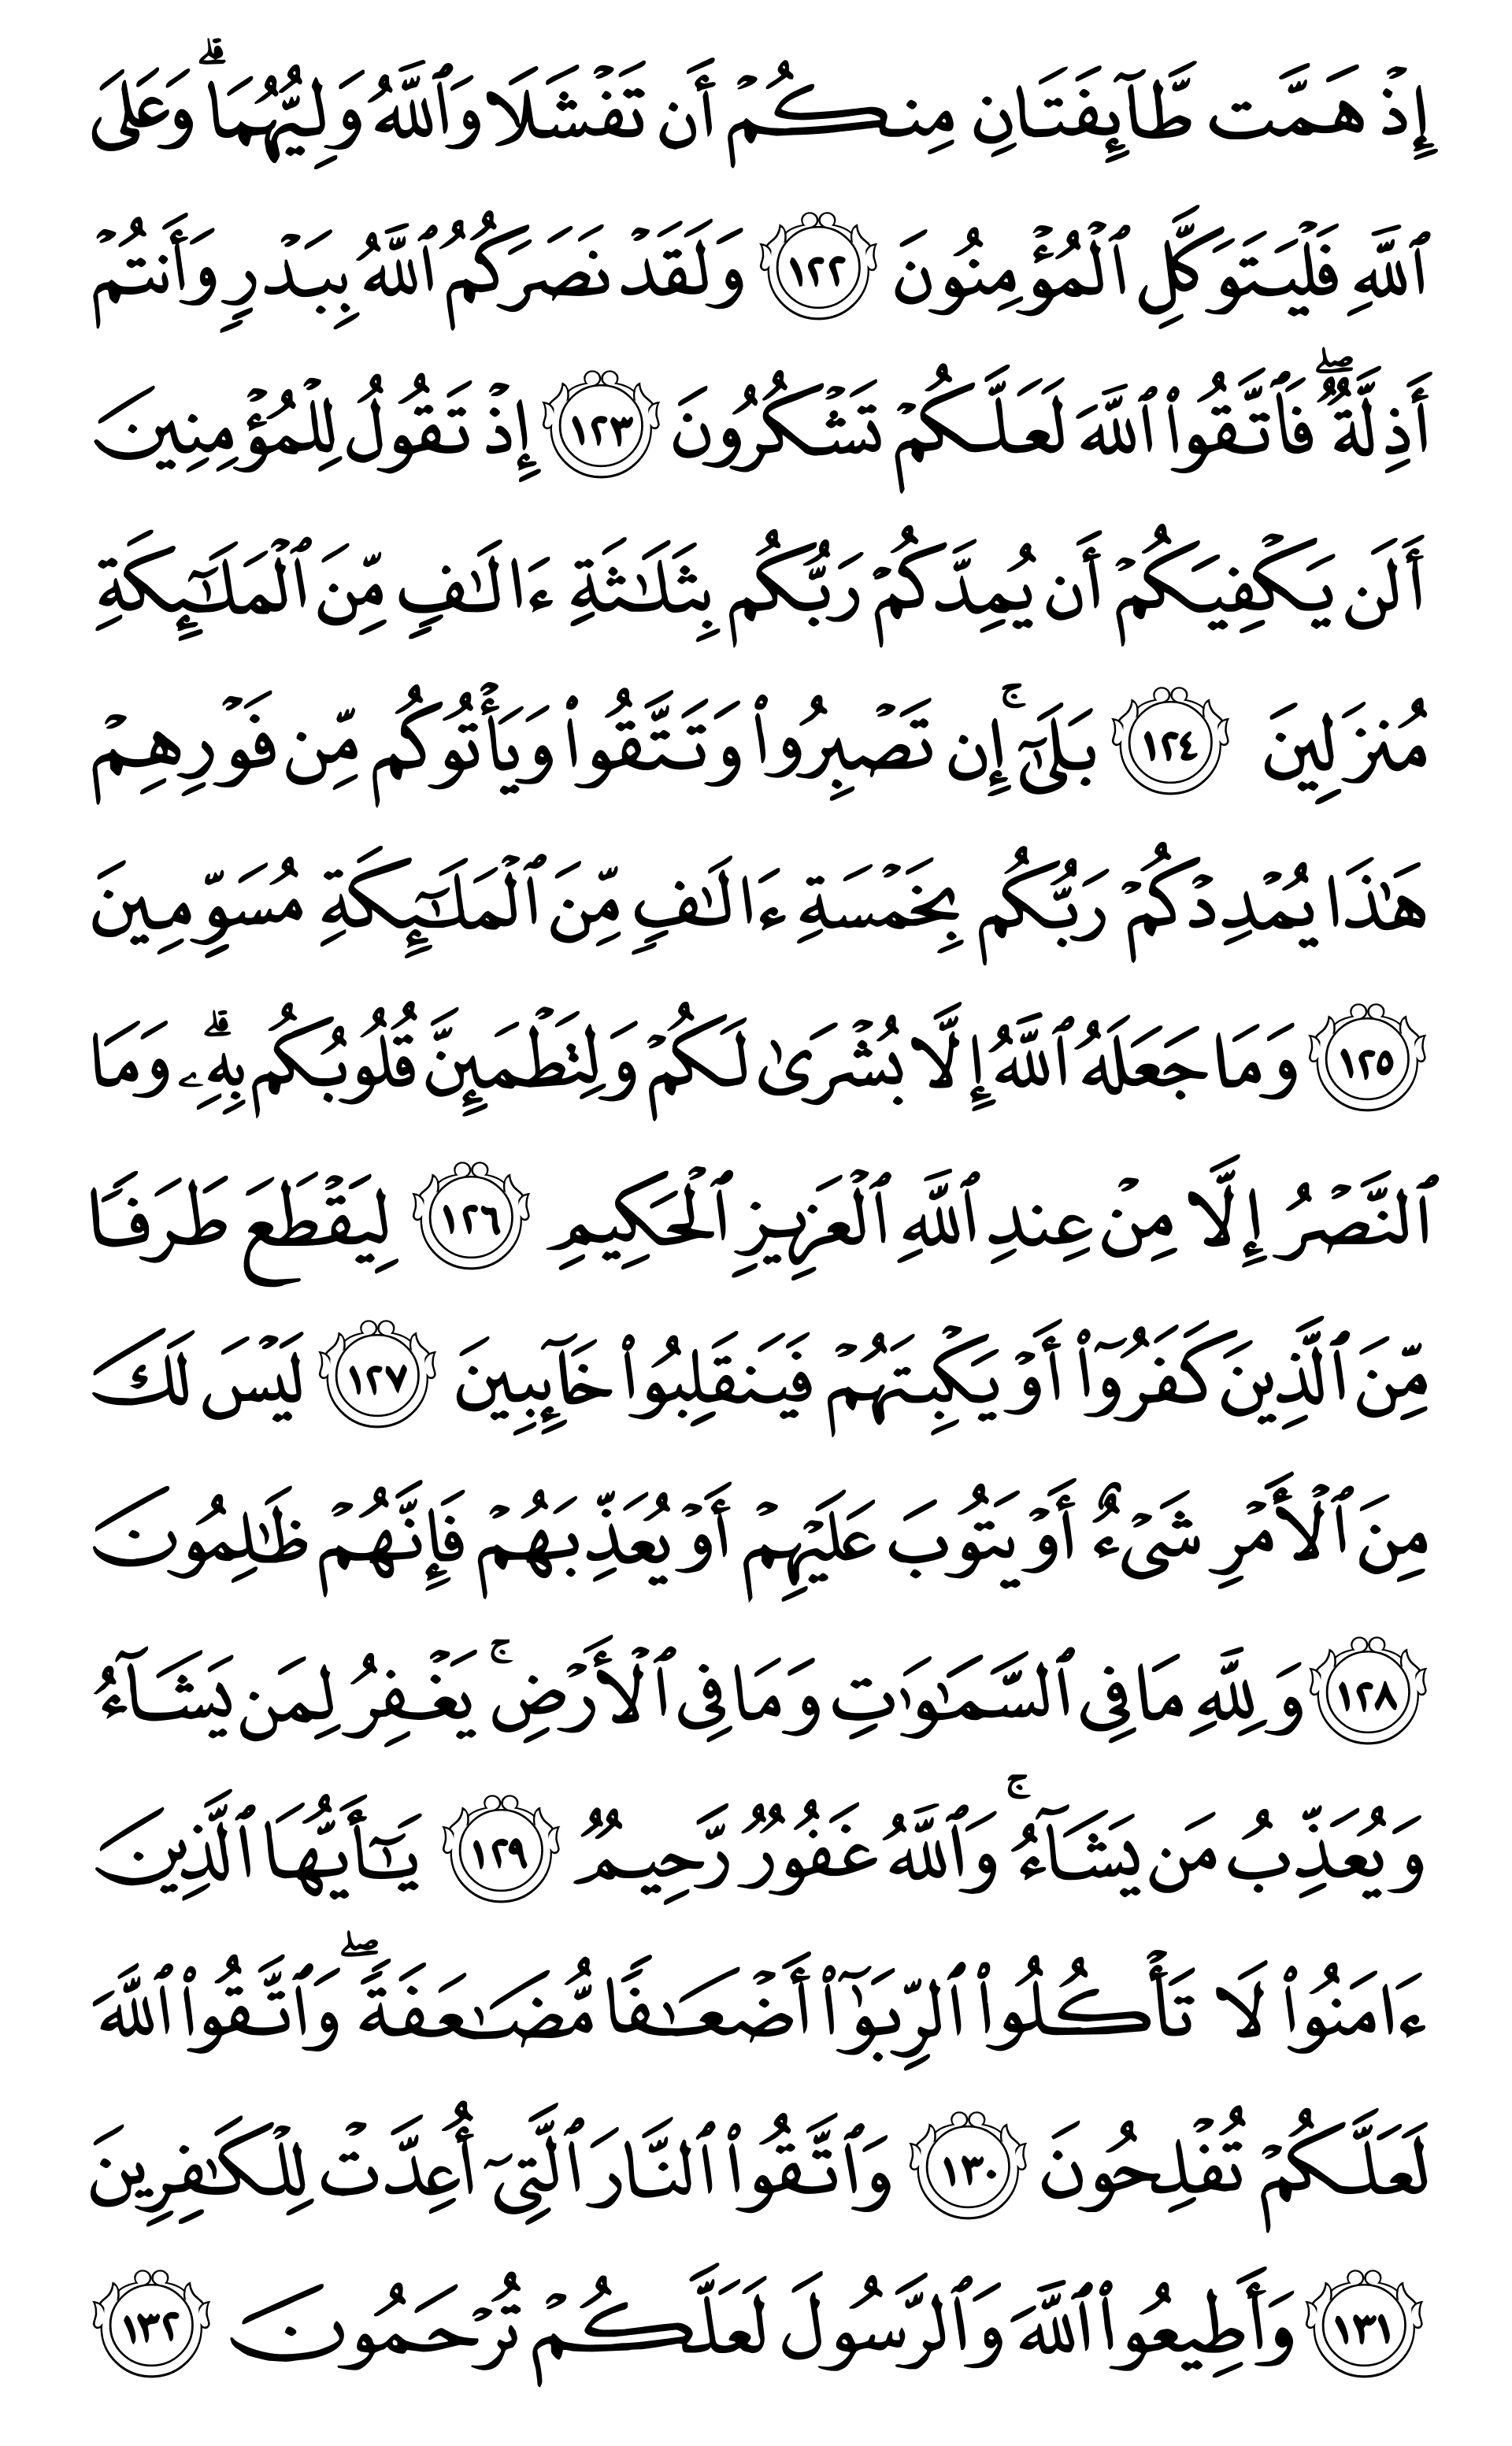 إِذۡ هَمَّت طَّآئِفَتَانِ مِنكُمۡ أَن تَفۡشَلَا وَٱللَّهُ وَلِيُّهُمَاۗ وَعَلَى
ٱللَّهِ فَلۡيَتَوَكَّلِ ٱلۡمُؤۡمِنُونَ ١٢٢ وَلَقَدۡ نَصَرَكُمُ ٱللَّهُ بِبَدۡرٖ وَأَنتُمۡ
أَذِلَّةٞۖ فَٱتَّقُواْ ٱللَّهَ لَعَلَّكُمۡ تَشۡكُرُونَ ١٢٣ إِذۡ تَقُولُ لِلۡمُؤۡمِنِينَ
أَلَن يَكۡفِيَكُمۡ أَن يُمِدَّكُمۡ رَبُّكُم بِثَلَٰثَةِ ءَالَٰفٖ مِّنَ ٱلۡمَلَٰٓئِكَةِ
مُنزَلِينَ ١٢٤ بَلَىٰٓۚ إِن تَصۡبِرُواْ وَتَتَّقُواْ وَيَأۡتُوكُم مِّن فَوۡرِهِمۡ
هَٰذَا يُمۡدِدۡكُمۡ رَبُّكُم بِخَمۡسَةِ ءَالَٰفٖ مِّنَ ٱلۡمَلَٰٓئِكَةِ مُسَوِّمِينَ
١٢٥ وَمَا جَعَلَهُ ٱللَّهُ إِلَّا بُشۡرَىٰ لَكُمۡ وَلِتَطۡمَئِنَّ قُلُوبُكُم بِهِۦۗ وَمَا
ٱلنَّصۡرُ إِلَّا مِنۡ عِندِ ٱللَّهِ ٱلۡعَزِيزِ ٱلۡحَكِيمِ ١٢٦ لِيَقۡطَعَ طَرَفٗا
مِّنَ ٱلَّذِينَ كَفَرُوٓاْ أَوۡ يَكۡبِتَهُمۡ فَيَنقَلِبُواْ خَآئِبِينَ ١٢٧ لَيۡسَ لَكَ
مِنَ ٱلۡأَمۡرِ شَيۡءٌ أَوۡ يَتُوبَ عَلَيۡهِمۡ أَوۡ يُعَذِّبَهُمۡ فَإِنَّهُمۡ ظَٰلِمُونَ
١٢٨ وَلِلَّهِ مَا فِي ٱلسَّمَٰوَٰتِ وَمَا فِي ٱلۡأَرۡضِۚ يَغۡفِرُ لِمَن يَشَآءُ
وَيُعَذِّبُ مَن يَشَآءُۚ وَٱللَّهُ غَفُورٞ رَّحِيمٞ ١٢٩ يَٰٓأَيُّهَا ٱلَّذِينَ
ءَامَنُواْ لَا تَأۡكُلُواْ ٱلرِّبَوٰٓاْ أَضۡعَٰفٗا مُّضَٰعَفَةٗۖ وَٱتَّقُواْ ٱللَّهَ
لَعَلَّكُمۡ تُفۡلِحُونَ ١٣٠ وَٱتَّقُواْ ٱلنَّارَ ٱلَّتِيٓ أُعِدَّتۡ لِلۡكَٰفِرِينَ
١٣١ وَأَطِيعُواْ ٱللَّهَ وَٱلرَّسُولَ لَعَلَّكُمۡ تُرۡحَمُونَ ١٣٢